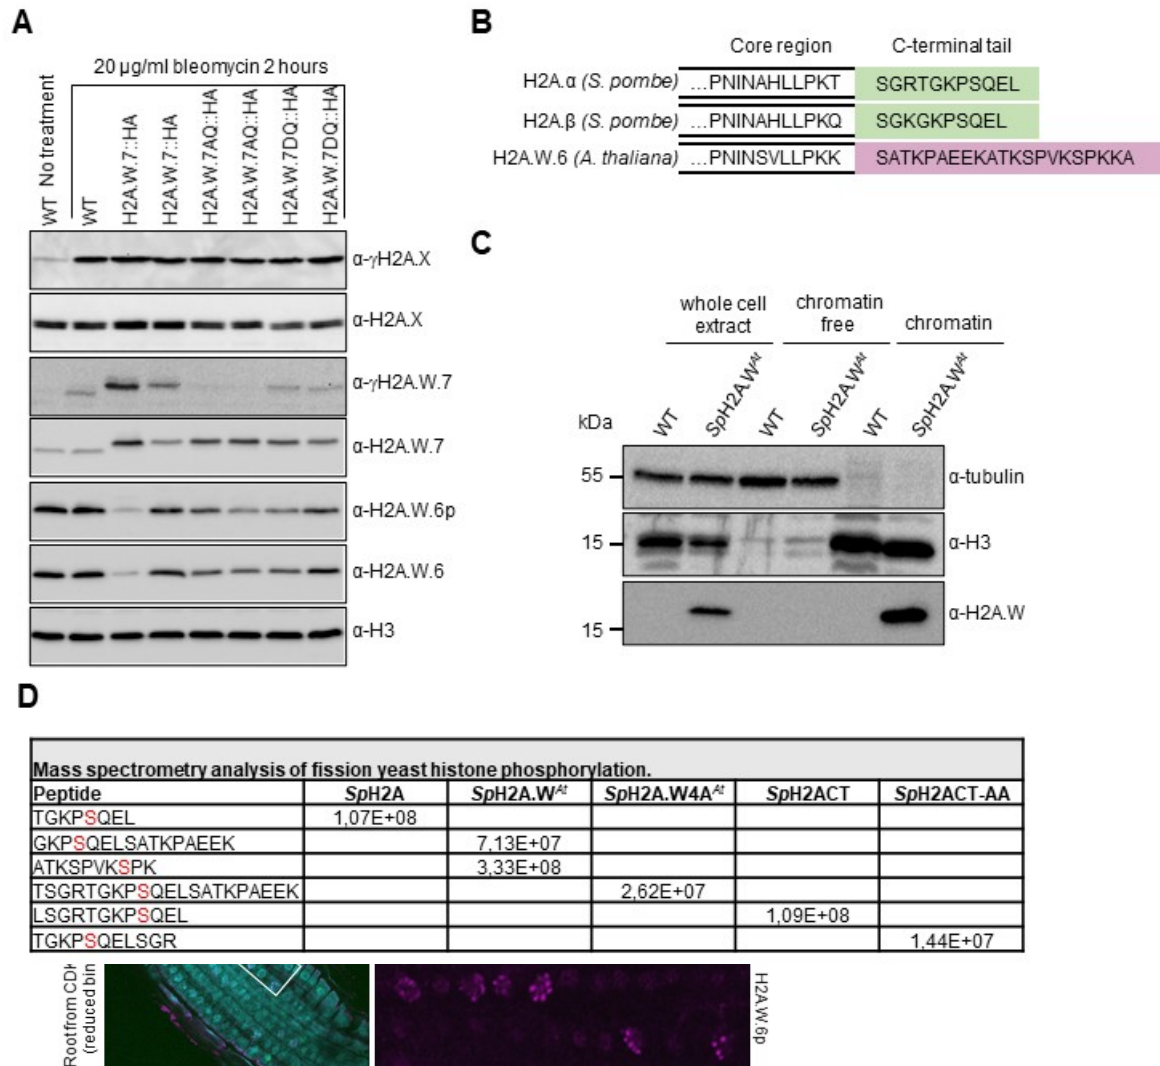 A
20 µg/ml bleomycin 2 hours
WT No treatment
WT
H2A.W.7::HA
H2A.W.7::HA
H2A.W.7AQ::HA
H2A.W.7AQ::HA
H2A.W.7DQ::HA
H2A.W.7DQ::HA
α-γH2A.X
α-H2A.X
α-γH2A.W.7
α-H2A.W.7
α-H2A.W.6p
α-H2A.W.6
α-H3
B
Core region C-terminal tail
H2A.α (S. pombe) ...PNINAHLLPKT SGRTGKPSQEL
H2A.β (S. pombe) ...PNINAHLLPKQ SGKGKPSQEL
H2A.W.6 (A. thaliana) ...PNINSVLLPKK SATKPAEEKATKSPVKSPKKA
C
whole cell extract
chromatin free
chromatin
kDa
WT
SpH2A.W^At
WT
SpH2A.W^At
WT
SpH2A.W^At
55
α-tubulin
15
α-H3
15
α-H2A.W
D
Mass spectrometry analysis of fission yeast histone phosphorylation.
Peptide SpH2A SpH2A.W^At SpH2A.W4A^At SpH2ACT SpH2ACT-AA
TGKPSQEL 1,07E+08
GKPSQELSATKPAEEK 7,13E+07
ATKSPVKSPK 3,33E+08
TSGRTGKPSQELSATKPAEEK 2,62E+07
LSGRTGKPSQEL 1,09E+08
TGKPSQELSGR 1,44E+07
Root from
(reduced
H2A.W.6p